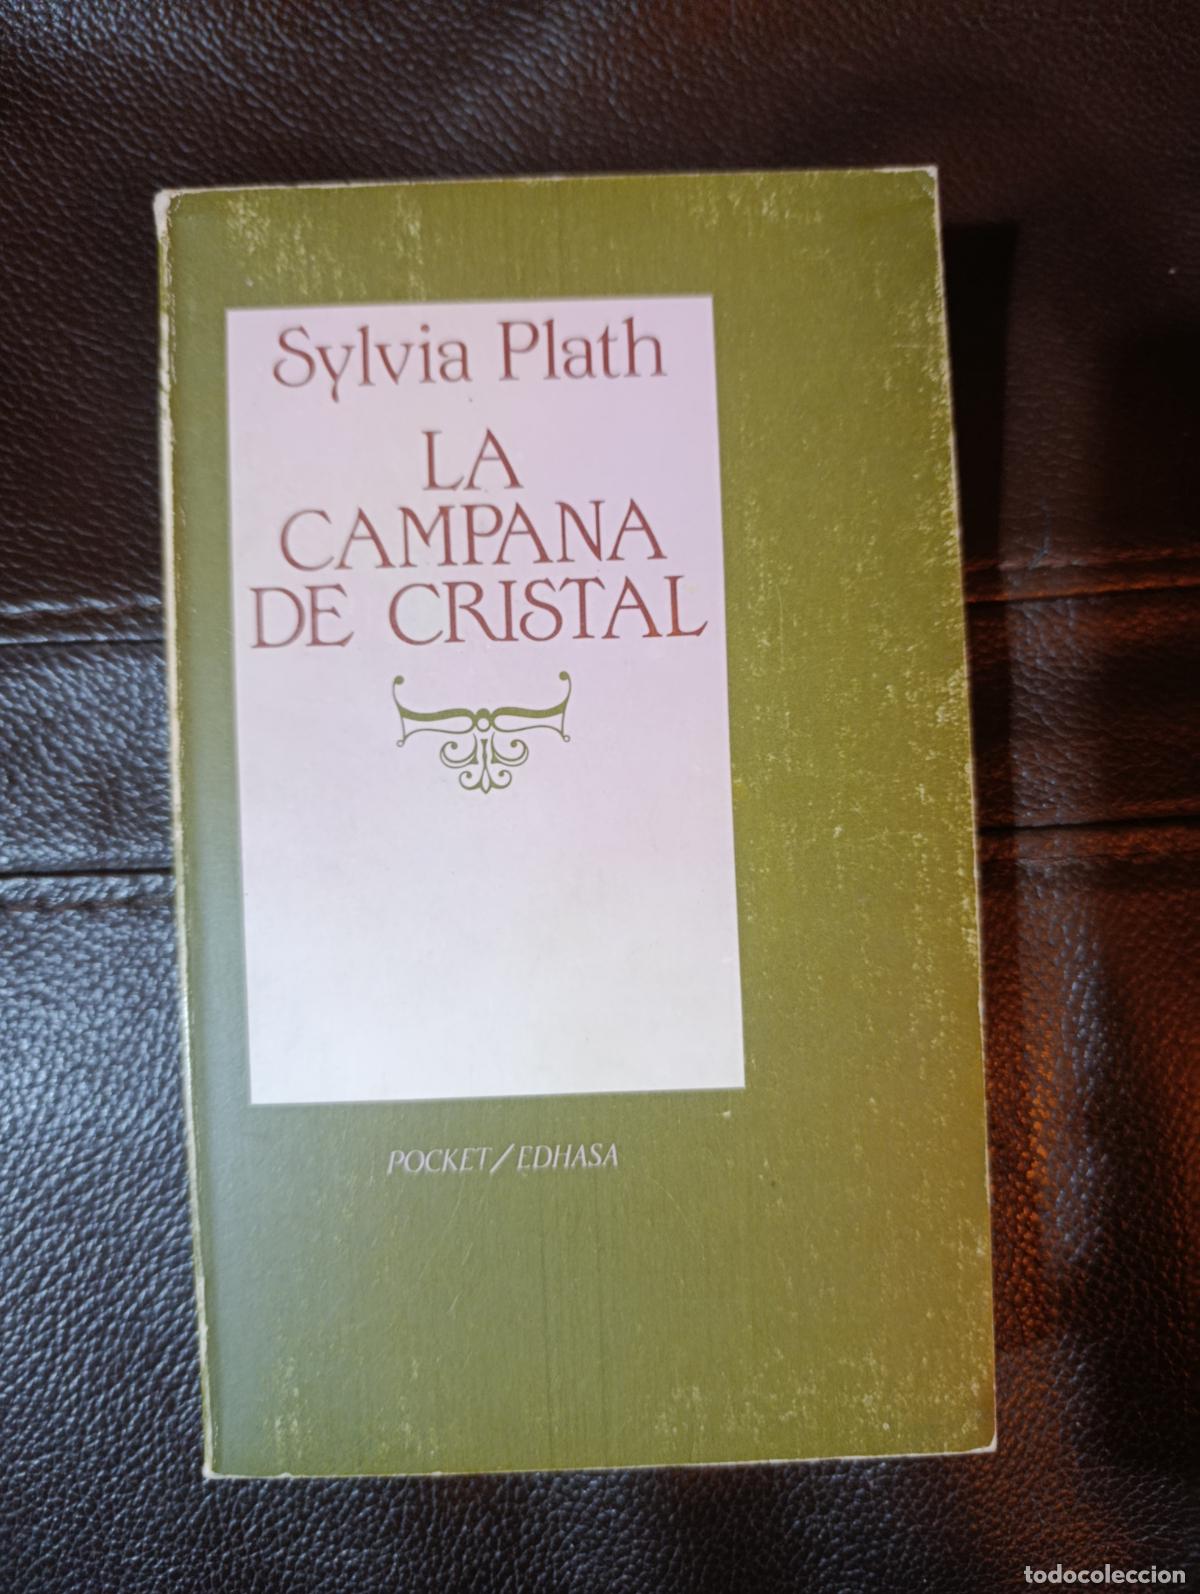 Sylvia Plath
LA
CAMPANA
DE CRISTAL
POCKET/EDHASA
todocoleccion